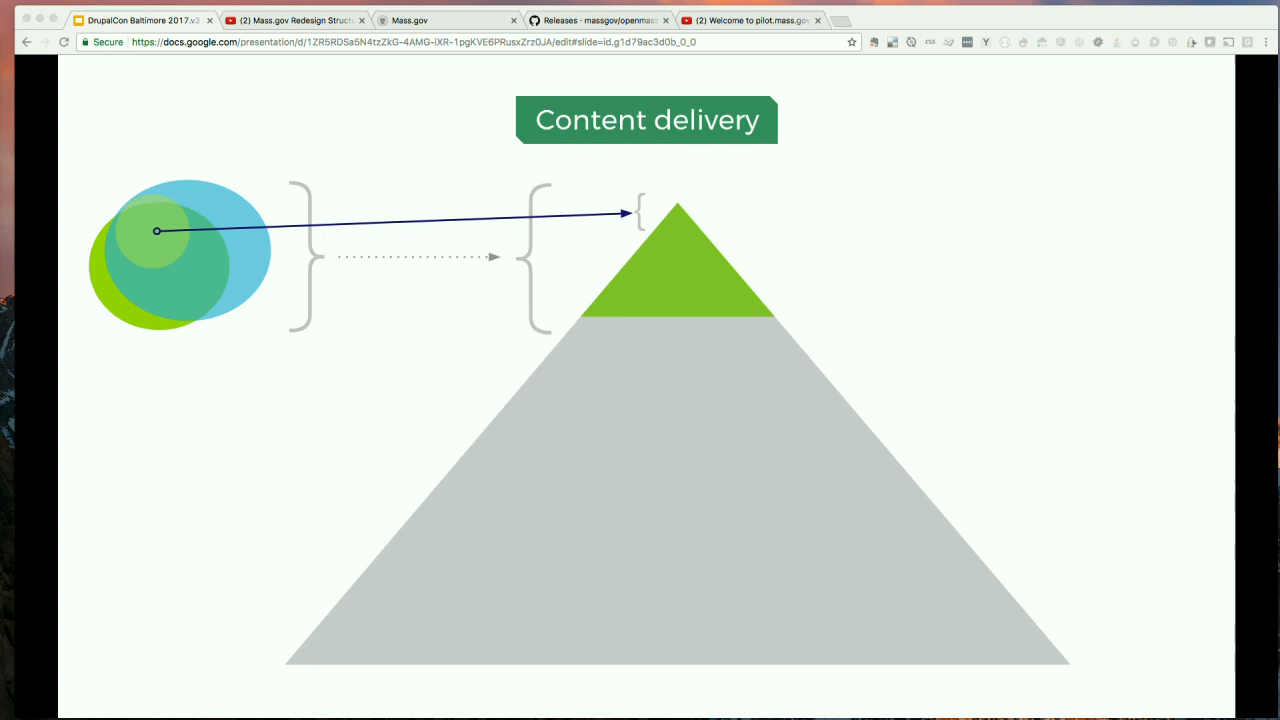 DrupalCon Baltimore 2017.v3
(2) Mass.gov Redesign Struct
Mass.gov
Releases · massgov/openmass
(2) Welcome to pilot.mass.gov
Secure
https://docs.google.com/presentation/d/1ZR5RDSa5N4tzZkG-4AMG-iXR-1pgKVE6PRusxZrz0JA/edit#slide=id.g1d79ac3d0b_0_0
css
Y
Content delivery